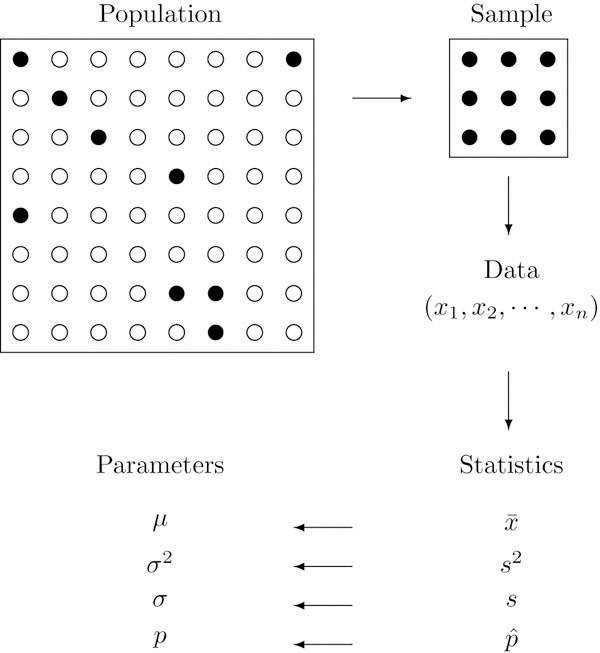 Population
Sample
Data
(x₁, x₂, ⋯ , xₙ)
Parameters
Statistics
μ
x̄
σ²
s²
σ
s
p
p̂